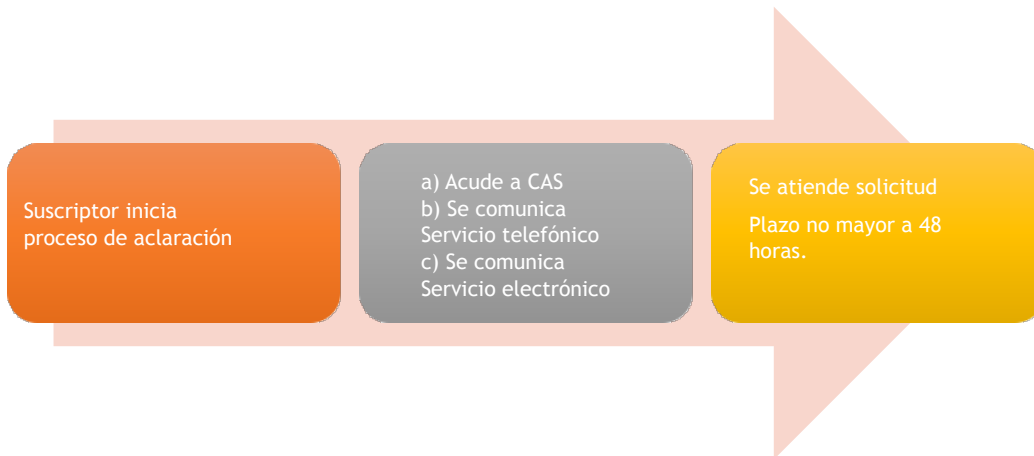 Suscriptor inicia
proceso de aclaración
a) Acude a CAS
b) Se comunica
Servicio telefónico
c) Se comunica
Servicio electrónico
Se atiende solicitud
Plazo no mayor a 48
horas.